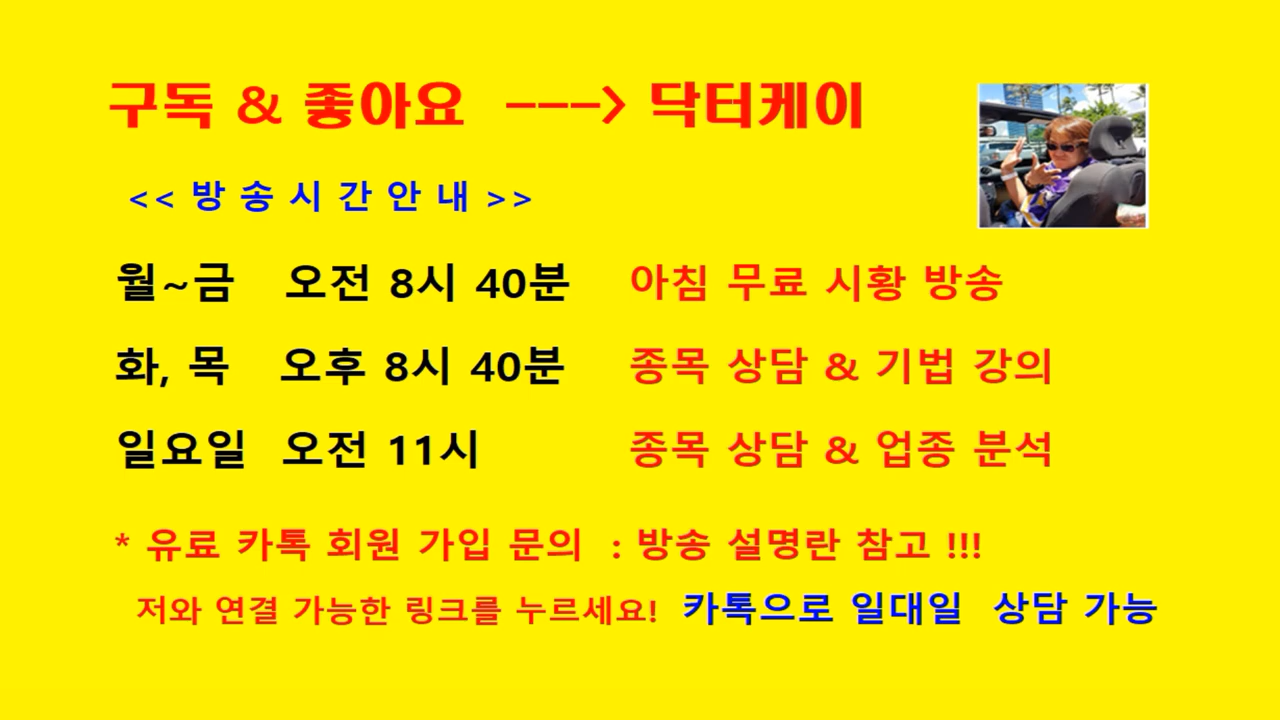 구독 & 좋아요 ---> 닥터케이
<< 방 송 시 간 안 내 >>
월~금 오전 8시 40분 아침 무료 시황 방송
화, 목 오후 8시 40분 종목 상담 & 기법 강의
일요일 오전 11시 종목 상담 & 업종 분석
* 유료 카톡 회원 가입 문의 : 방송 설명란 참고 !!!
저와 연결 가능한 링크를 누르세요! 카톡으로 일대일 상담 가능